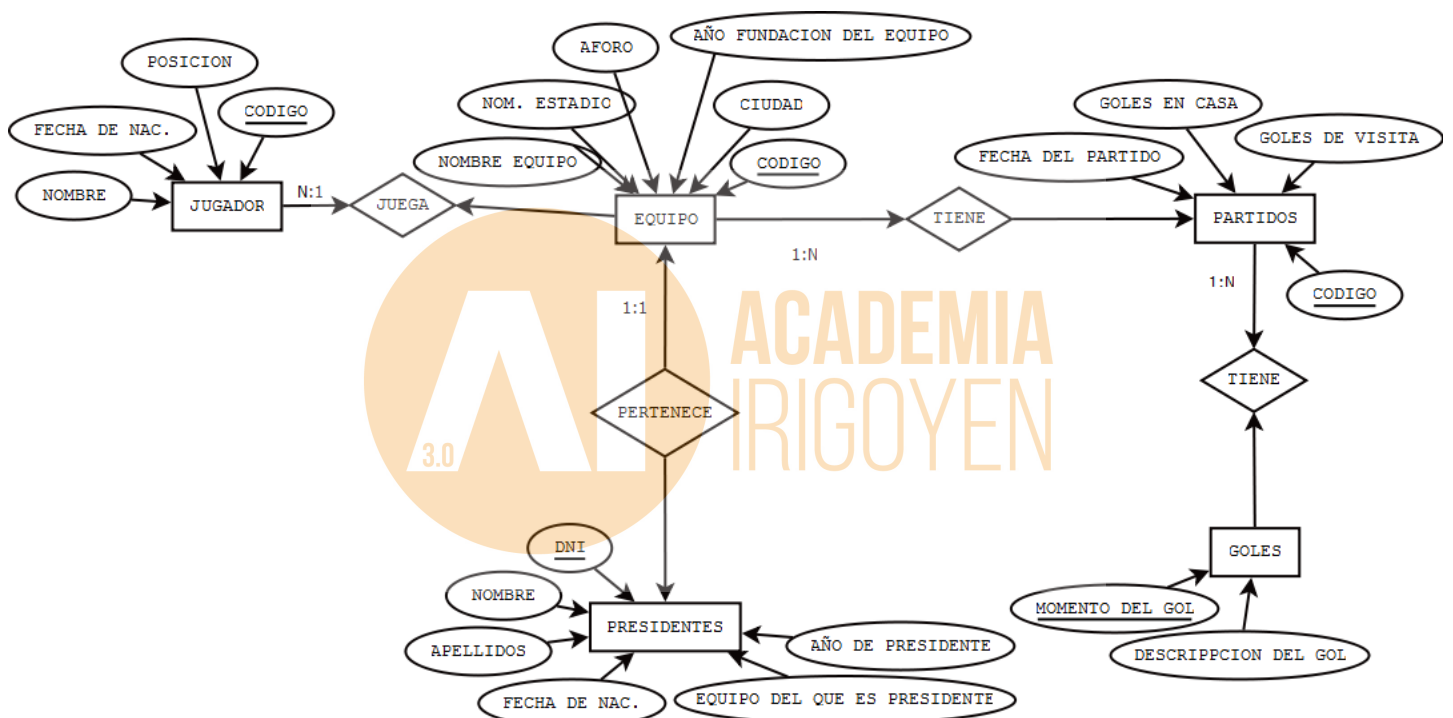 AÑO FUNDACION DEL EQUIPO
AFORO
POSICION
NOM. ESTADIO
CIUDAD
GOLES EN CASA
CODIGO
FECHA DE NAC.
GOLES DE VISITA
NOMBRE EQUIPO
CODIGO
FECHA DEL PARTIDO
NOMBRE
JUGADOR
N:1
JUEGA
EQUIPO
TIENE
PARTIDOS
1:N
1:N
CODIGO
1:1
ACADEMIA
IRIGOYEN
AI
3.0
TIENE
PERTENECE
DNI
GOLES
NOMBRE
MOMENTO DEL GOL
PRESIDENTES
APELLIDOS
AÑO DE PRESIDENTE
DESCRIPPCION DEL GOL
FECHA DE NAC.
EQUIPO DEL QUE ES PRESIDENTE